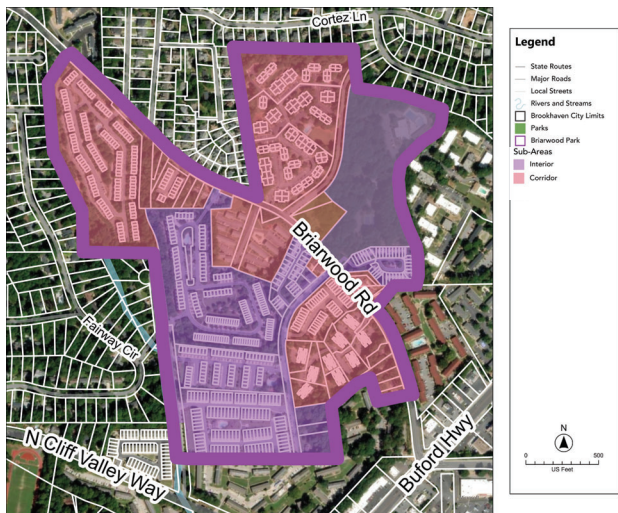 Cortez Ln
Briarwood Rd
Fairway Cir
N Cliff Valley Way
Buford Hwy
Legend
State Routes
Major Roads
Local Streets
Rivers and Streams
Brookhaven City Limits
Parks
Briarwood Park
Sub-Areas
Interior
Corridor
N
0 500
US Feet